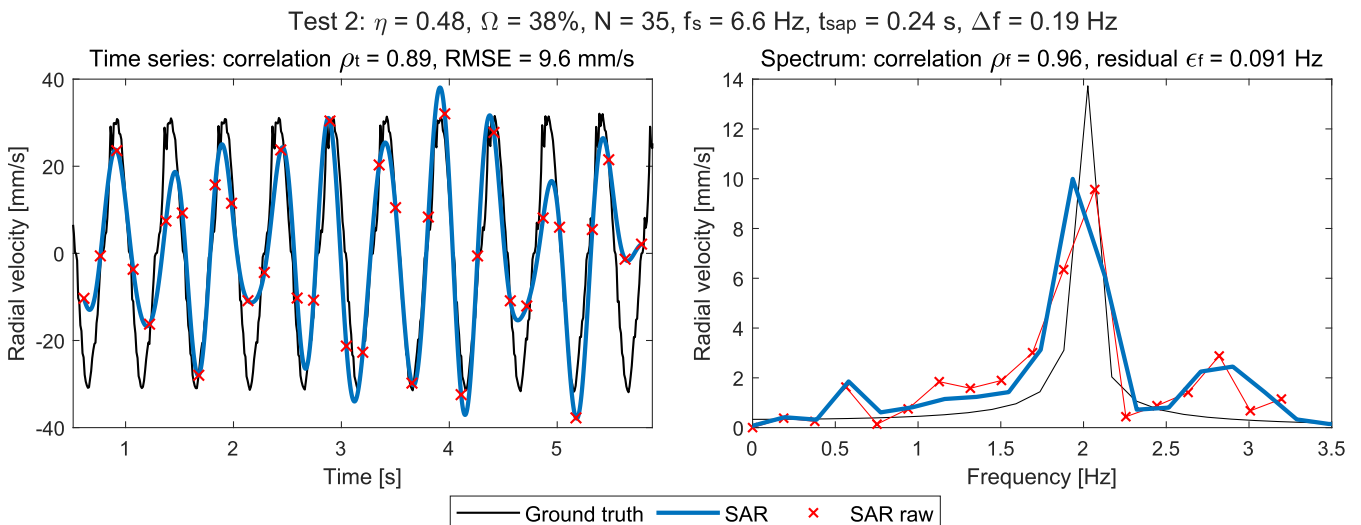 Test 2: η = 0.48, Ω = 38%, N = 35, fs = 6.6 Hz, tsap = 0.24 s, Δf = 0.19 Hz
Time series: correlation ρt = 0.89, RMSE = 9.6 mm/s
40
20
0
-20
-40
Radial velocity [mm/s]
1 2 3 4 5
Time [s]
Spectrum: correlation ρf = 0.96, residual ϵf = 0.091 Hz
14
12
10
8
6
4
2
0
Radial velocity [mm/s]
0 0.5 1 1.5 2 2.5 3 3.5
Frequency [Hz]
Ground truth SAR SAR raw